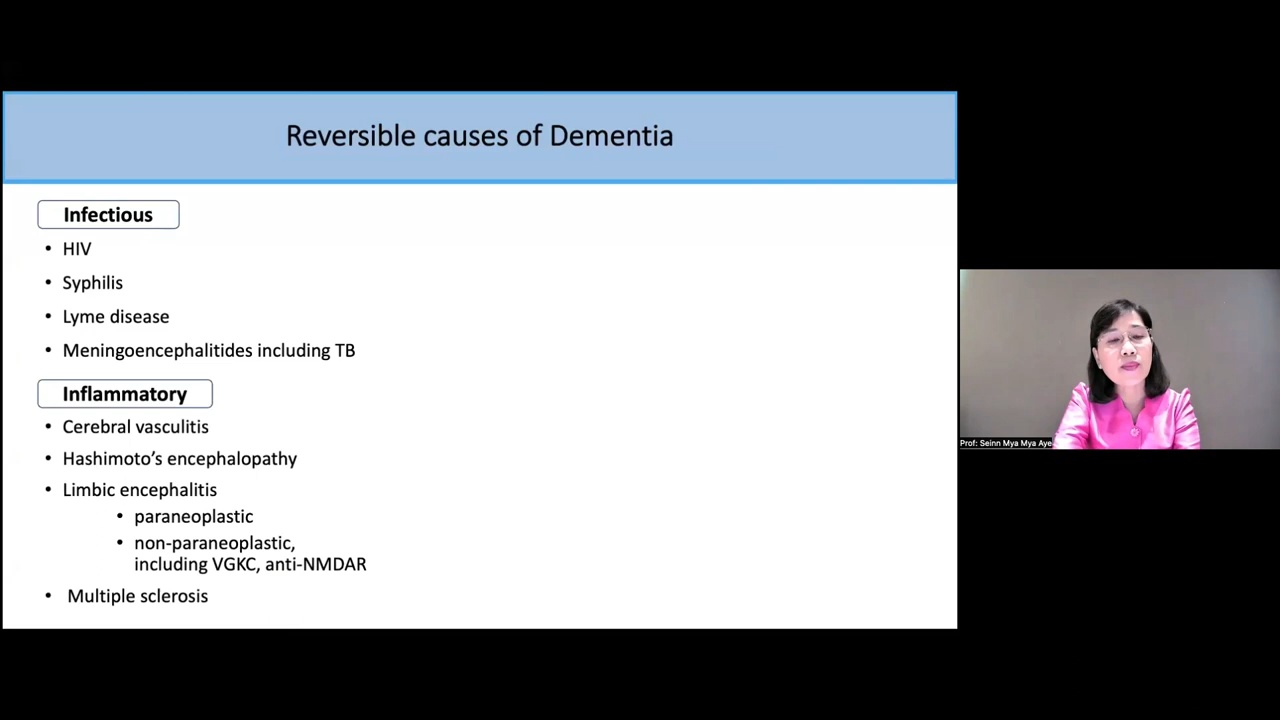 Reversible causes of Dementia
Infectious
• HIV
• Syphilis
• Lyme disease
• Meningoencephalitides including TB
Inflammatory
• Cerebral vasculitis
• Hashimoto’s encephalopathy
• Limbic encephalitis
• paraneoplastic
• non-paraneoplastic,
including VGKC, anti-NMDAR
• Multiple sclerosis
Prof: Seinn Mya Mya Aye